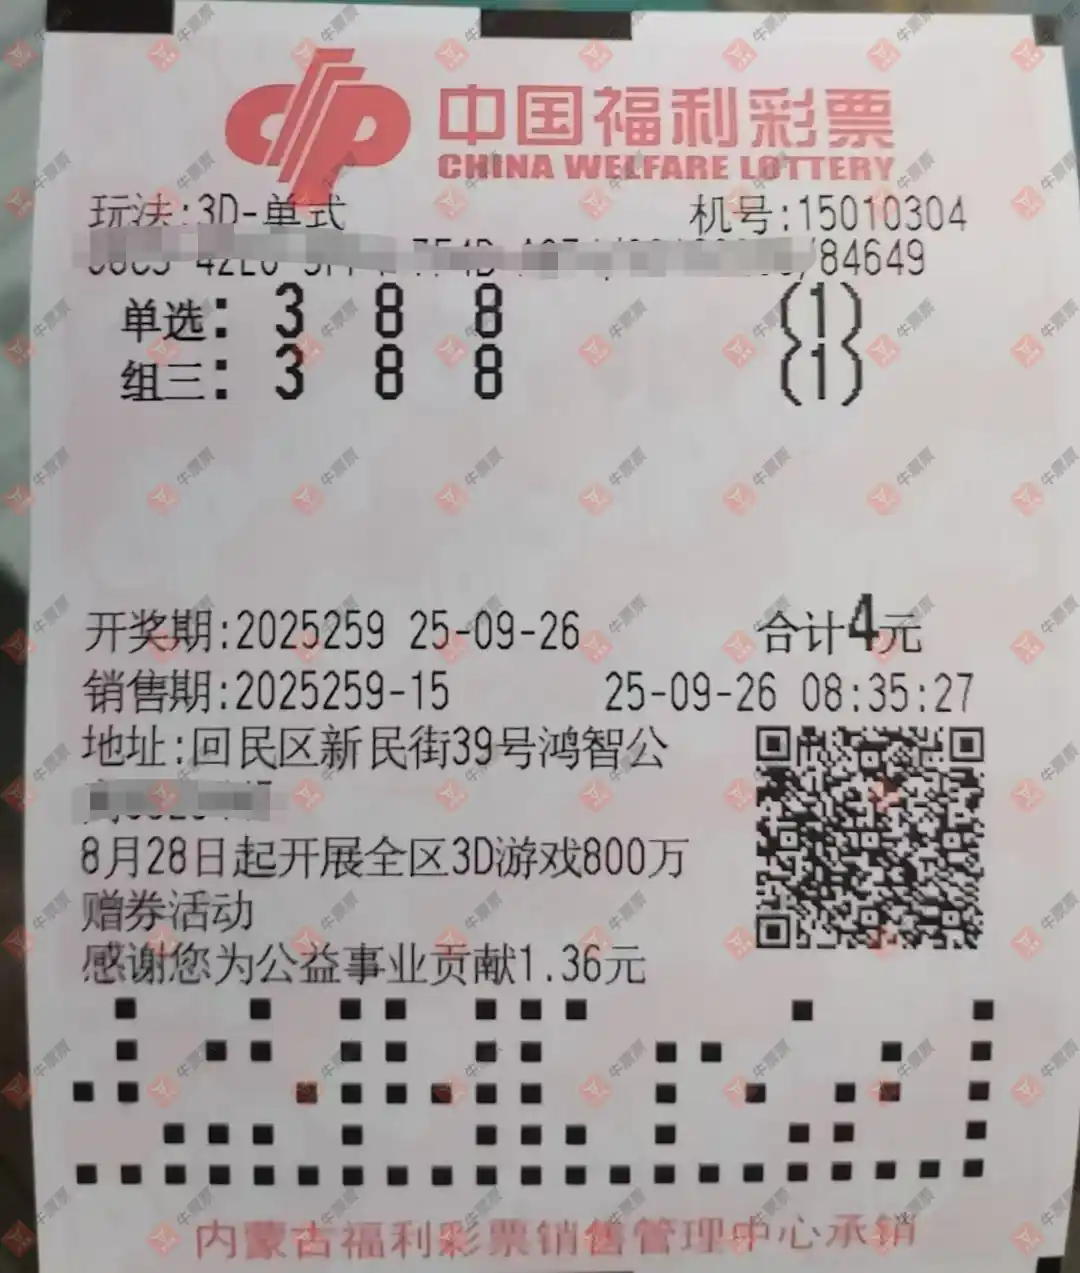 中国福利彩票
CHINA WELFARE LOTTERY
玩法:3D-单式 机号:15010304
/84649
单选: 3 8 8 (1)
组三: 3 8 8 (1)
开奖期:2025259 25-09-26 合计4元
销售期:2025259-15 25-09-26 08:35:27
地址:回民区新民街39号鸿智公
8月28日起开展全区3D游戏800万
赠券活动
感谢您为公益事业贡献1.36元
内蒙古福利彩票销售管理中心承销
牛票票